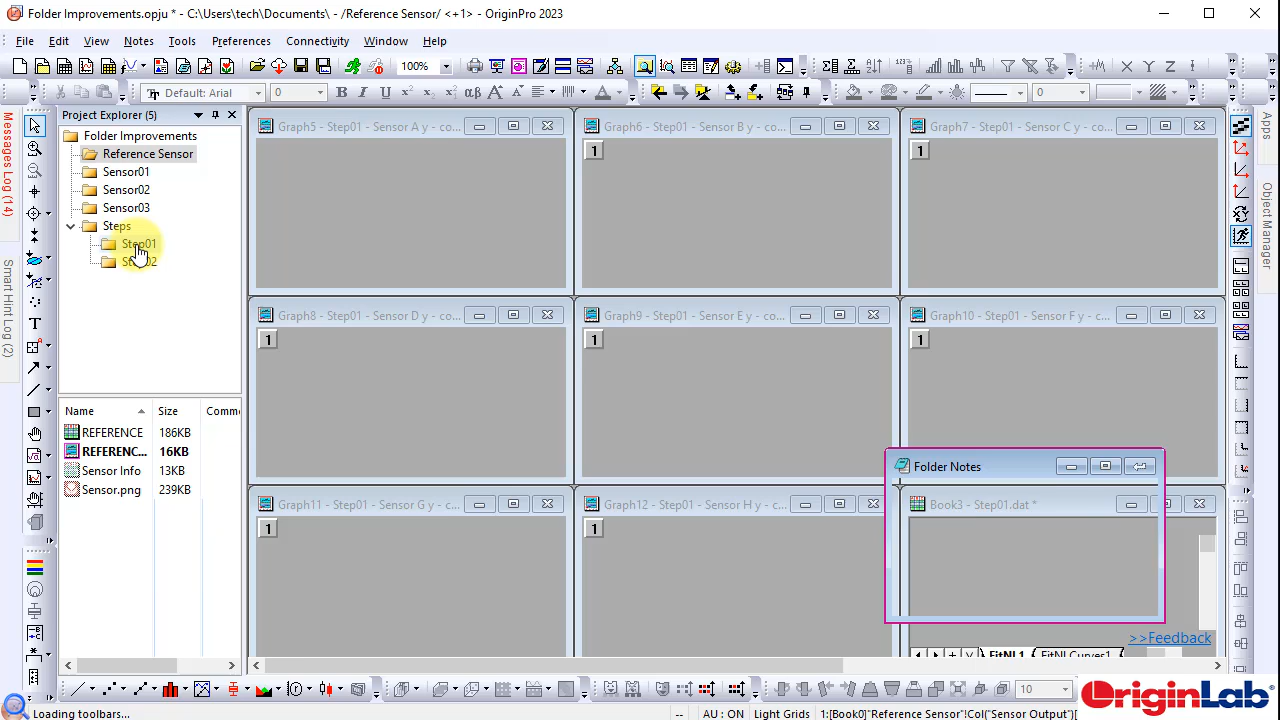 Folder Improvements.opju * - C:\Users\tech\Documents\ - /Reference Sensor/ <+1> - OriginPro 2023
File Edit View Notes Tools Preferences Connectivity Window Help
100%
Default: Arial 0 B I U 0
Project Explorer (5)
Folder Improvements
Reference Sensor
Sensor01
Sensor02
Sensor03
Steps
Step01
Step02
Name Size Comme
REFERENCE 186KB
REFERENC... 16KB
Sensor Info 13KB
Sensor.png 239KB
Messages Log (14)
Smart Hint Log (2)
Graph5 - Step01 - Sensor A y - co...
Graph6 - Step01 - Sensor B y - co...
1
Graph7 - Step01 - Sensor C y - co...
1
Graph8 - Step01 - Sensor D y - co...
1
Graph9 - Step01 - Sensor E y - co...
1
Graph10 - Step01 - Sensor F y - co...
1
Graph11 - Step01 - Sensor G y - co...
1
Graph12 - Step01 - Sensor H y - co...
1
Folder Notes
Book3 - Step01.dat *
FitNL1 FitNLCurves1
>>Feedback
Apps
Object Manager
10
OriginLab
Loading toolbars... -- AU : ON Light Grids 1:[Book0]"Reference Sensor"!Col("Sensor Output")[